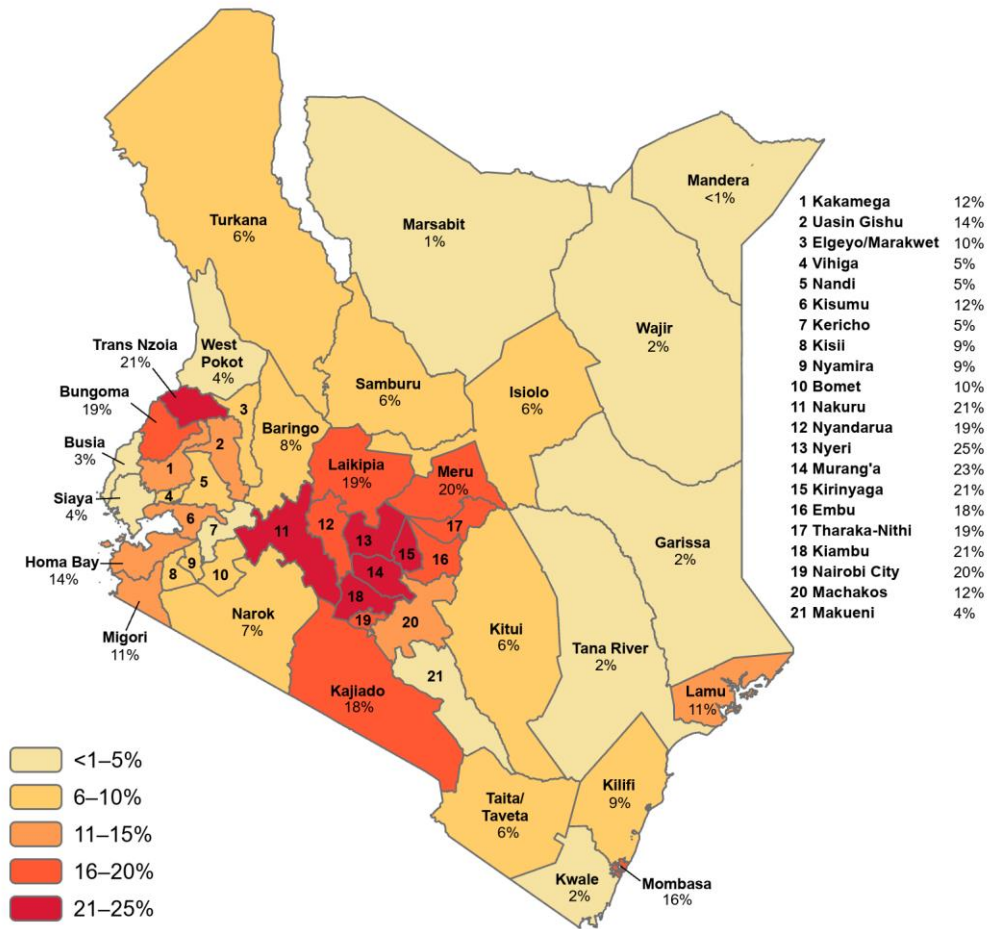 Turkana
6%
Marsabit
1%
Mandera
<1%
Wajir
2%
West
Pokot
4%
Trans Nzoia
21%
Bungoma
19%
Busia
3%
Siaya
4%
Homa Bay
14%
Migori
11%
Samburu
6%
Isiolo
6%
Baringo
8%
Laikipia
19%
Meru
20%
Garissa
2%
Narok
7%
Kitui
6%
Tana River
2%
Lamu
11%
Kajiado
18%
Kilifi
9%
Taita/
Taveta
6%
Kwale
2%
Mombasa
16%
3
2
1
5
4
6
7
8
9
10
11
12
13
14
15
16
17
18
19
20
21
1 Kakamega 12%
2 Uasin Gishu 14%
3 Elgeyo/Marakwet 10%
4 Vihiga 5%
5 Nandi 5%
6 Kisumu 12%
7 Kericho 5%
8 Kisii 9%
9 Nyamira 9%
10 Bomet 10%
11 Nakuru 21%
12 Nyandarua 19%
13 Nyeri 25%
14 Murang'a 23%
15 Kirinyaga 21%
16 Embu 18%
17 Tharaka-Nithi 19%
18 Kiambu 21%
19 Nairobi City 20%
20 Machakos 12%
21 Makueni 4%
<1–5%
6–10%
11–15%
16–20%
21–25%